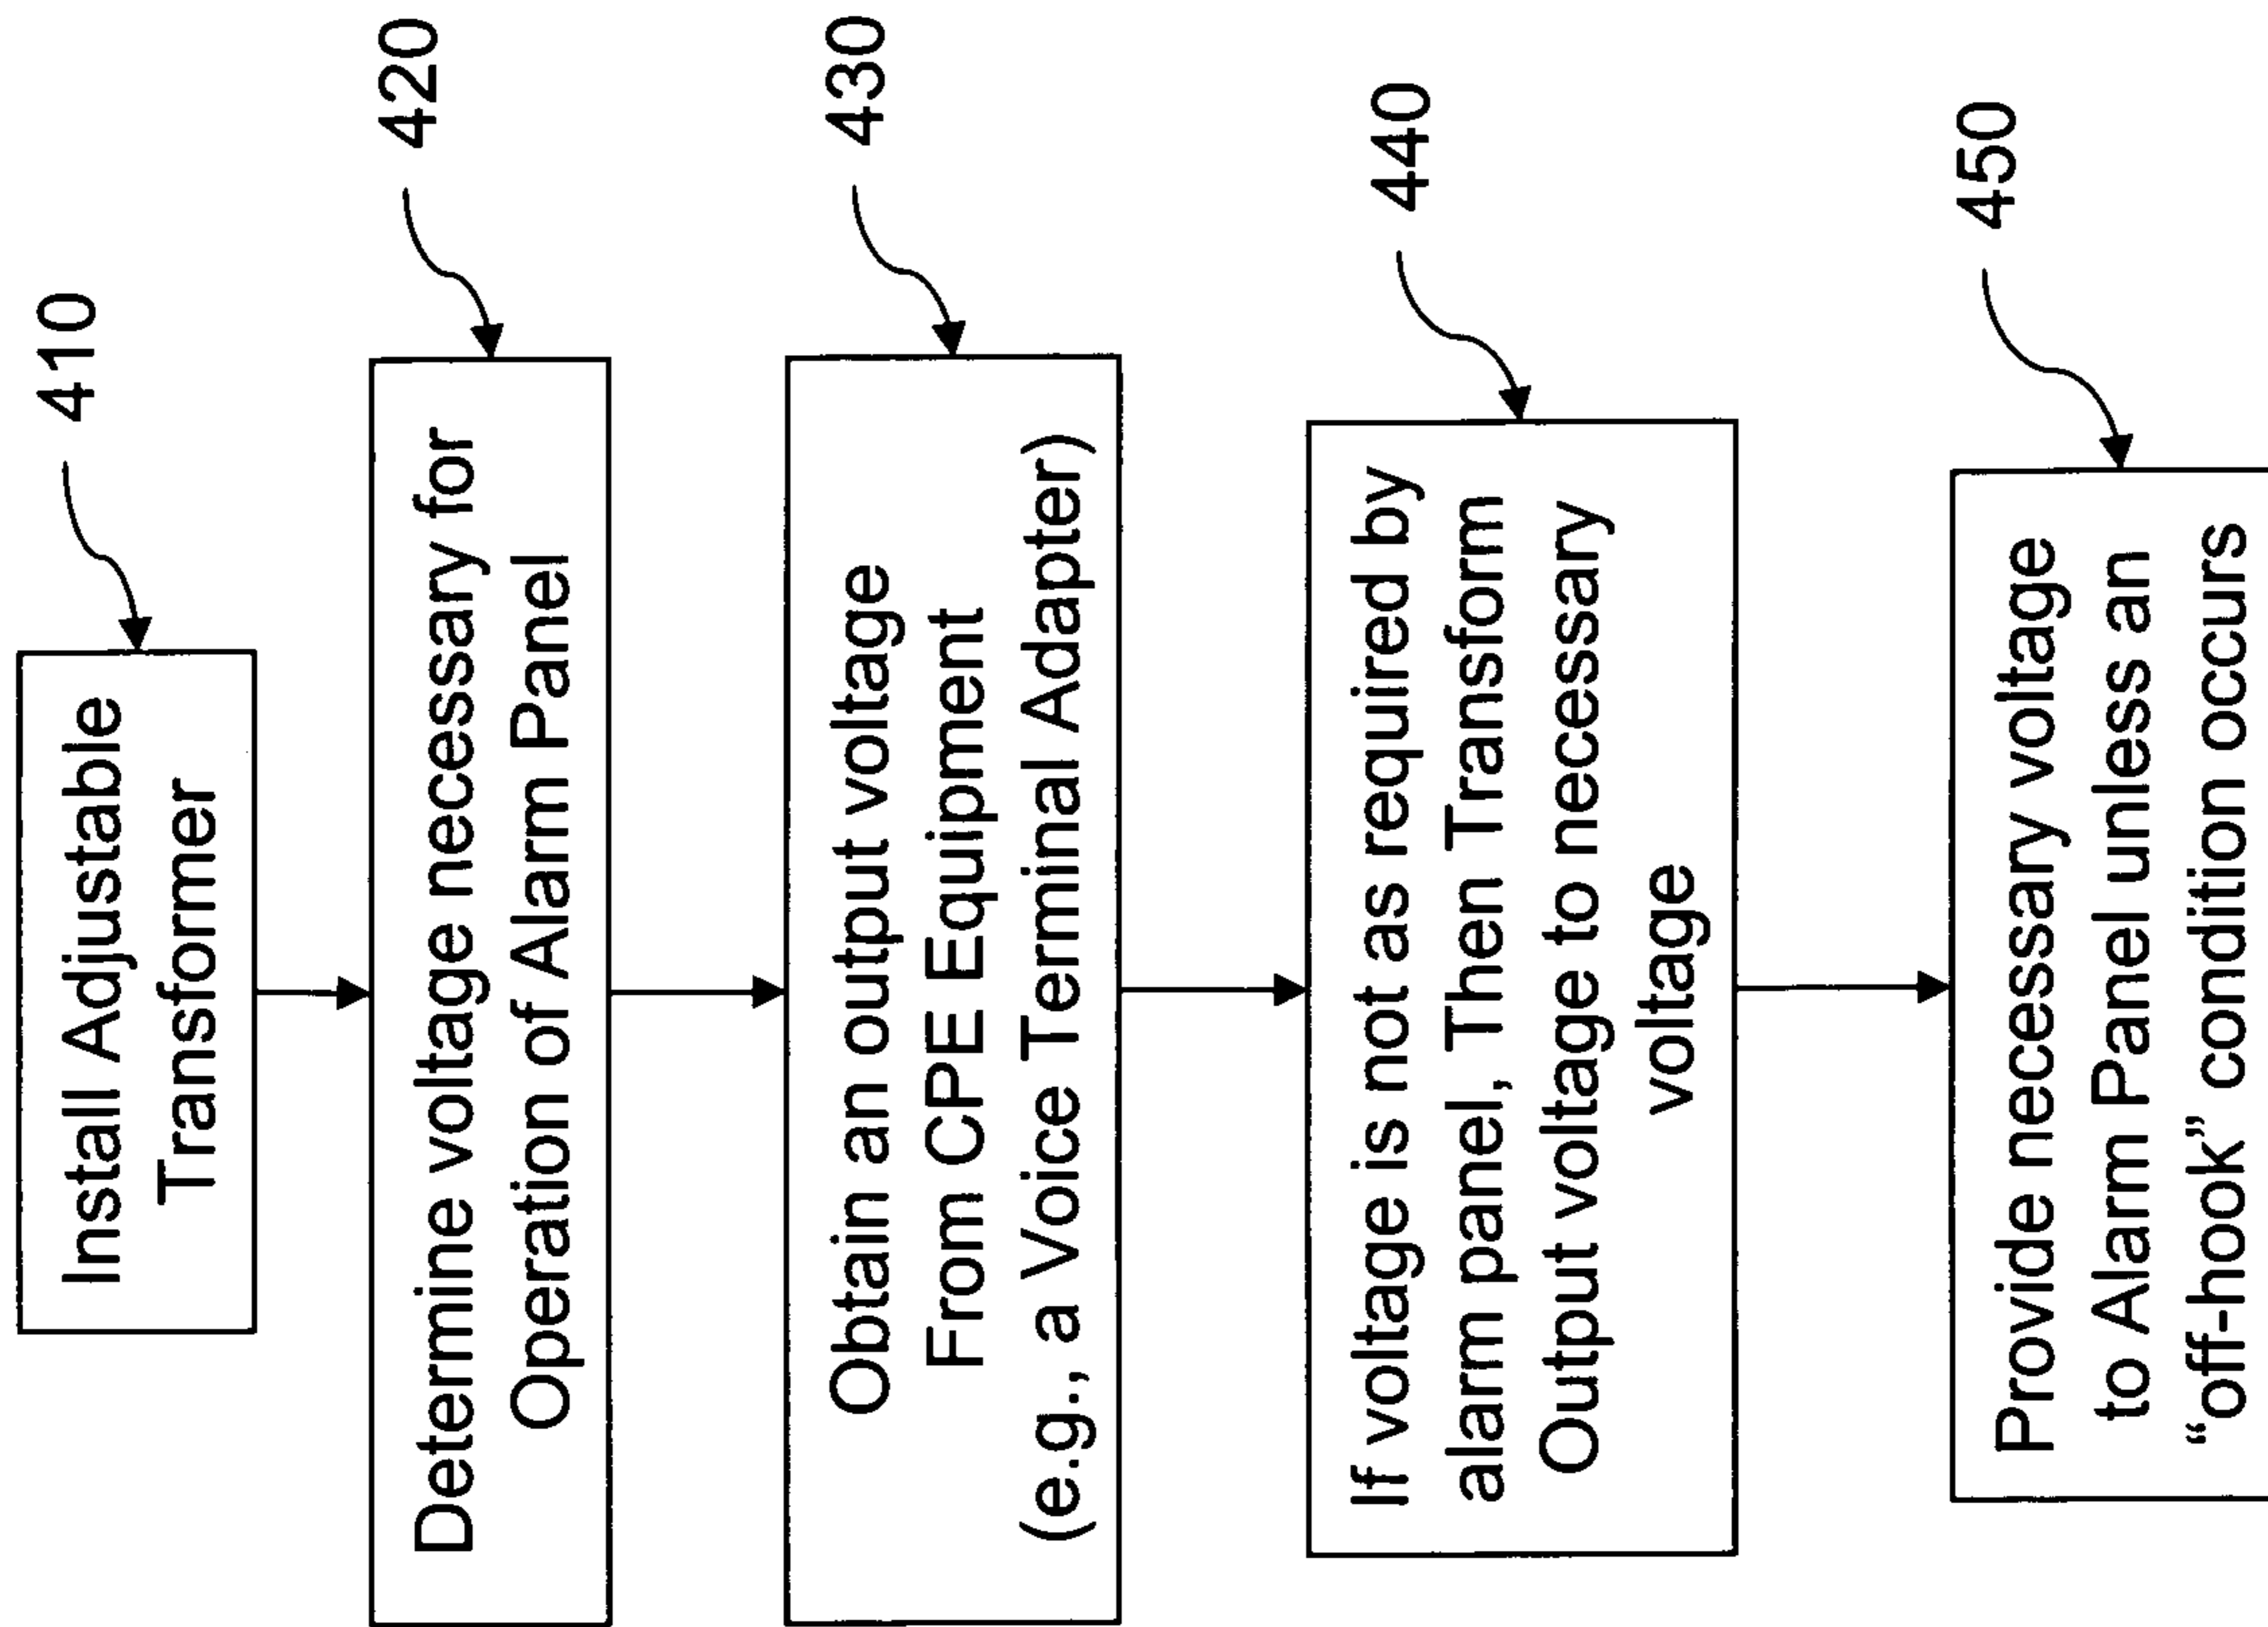 410
Install Adjustable
Transformer
420
Determine voltage necessary for
Operation of Alarm Panel
430
Obtain an output voltage
From CPE Equipment
(e.g., a Voice Terminal Adapter)
440
If voltage is not as required by
alarm panel, Then Transform
Output voltage to necessary
voltage
450
Provide necessary voltage
to Alarm Panel unless an
“off-hook” condition occurs